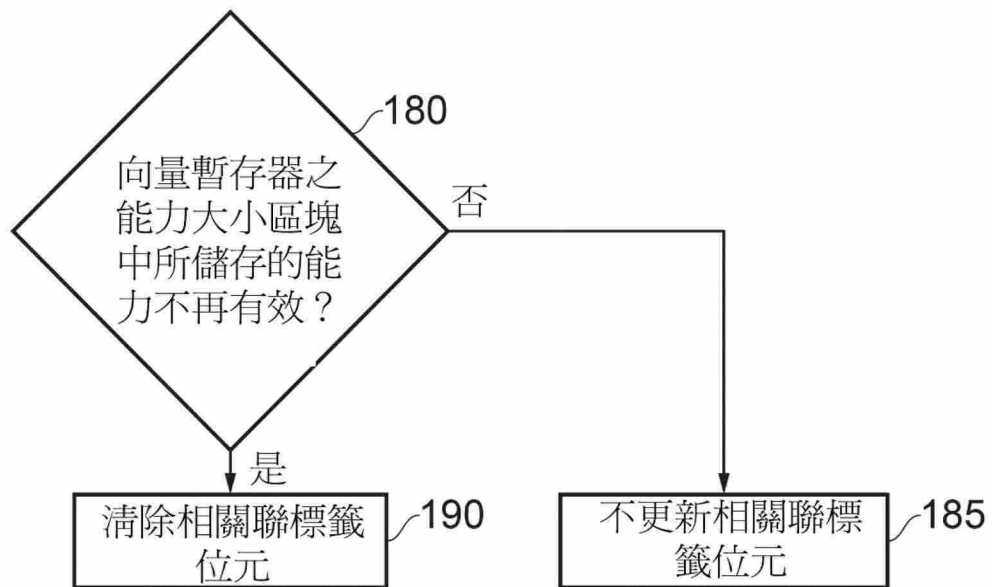 180
向量暫存器之
能力大小區塊
中所儲存的能
力不再有效？
否
是
清除相關聯標籤
位元
190
不更新相關聯標
籤位元
185